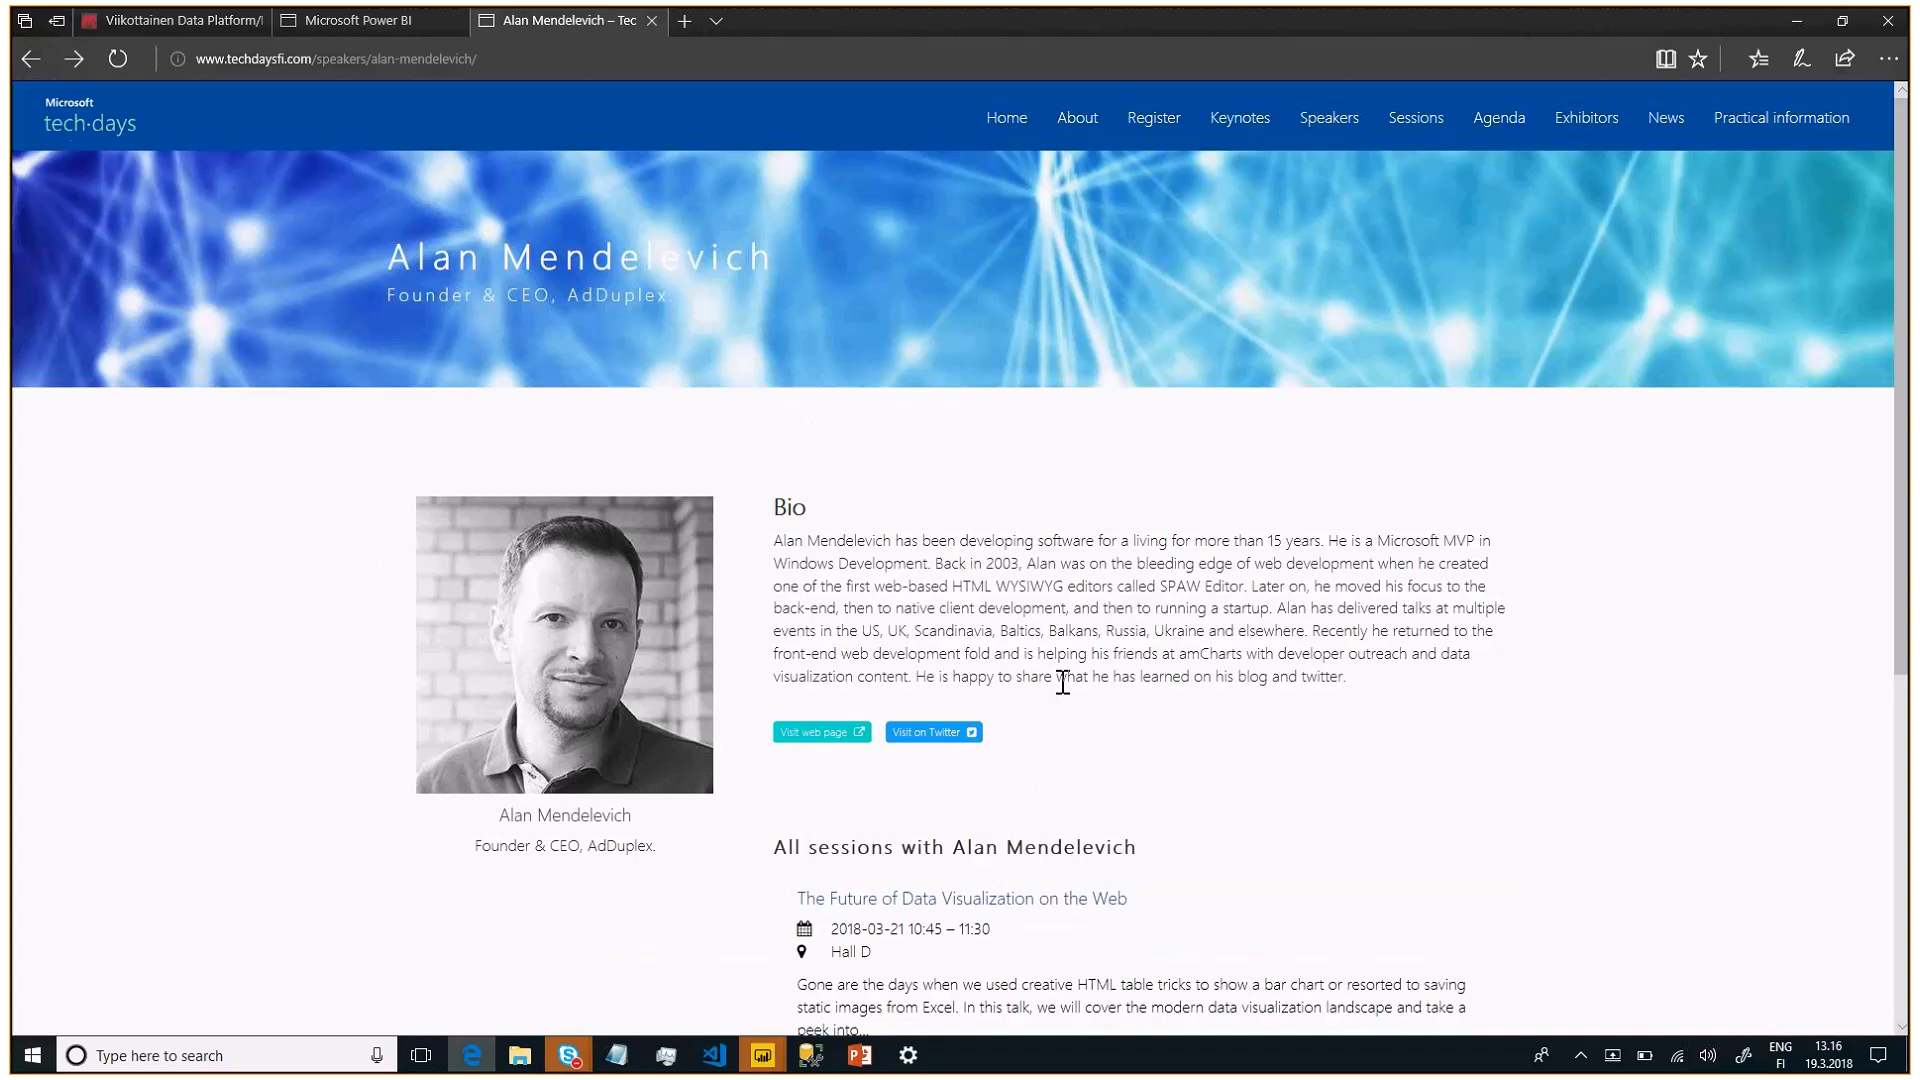 Viikottainen Data Platform/
Microsoft Power BI
Alan Mendelevich – Tec
www.techdaysfi.com/speakers/alan-mendelevich/
Microsoft
tech·days
Home
About
Register
Keynotes
Speakers
Sessions
Agenda
Exhibitors
News
Practical information
Alan Mendelevich
Founder & CEO, AdDuplex.
Bio
Alan Mendelevich has been developing software for a living for more than 15 years. He is a Microsoft MVP in
Windows Development. Back in 2003, Alan was on the bleeding edge of web development when he created
one of the first web-based HTML WYSIWYG editors called SPAW Editor. Later on, he moved his focus to the
back-end, then to native client development, and then to running a startup. Alan has delivered talks at multiple
events in the US, UK, Scandinavia, Baltics, Balkans, Russia, Ukraine and elsewhere. Recently he returned to the
front-end web development fold and is helping his friends at amCharts with developer outreach and data
visualization content. He is happy to share what he has learned on his blog and twitter.
Visit web page
Visit on Twitter
Alan Mendelevich
Founder & CEO, AdDuplex.
All sessions with Alan Mendelevich
The Future of Data Visualization on the Web
2018-03-21 10:45 – 11:30
Hall D
Gone are the days when we used creative HTML table tricks to show a bar chart or resorted to saving
static images from Excel. In this talk, we will cover the modern data visualization landscape and take a
peek into...
Type here to search
ENG
FI
13.16
19.3.2018